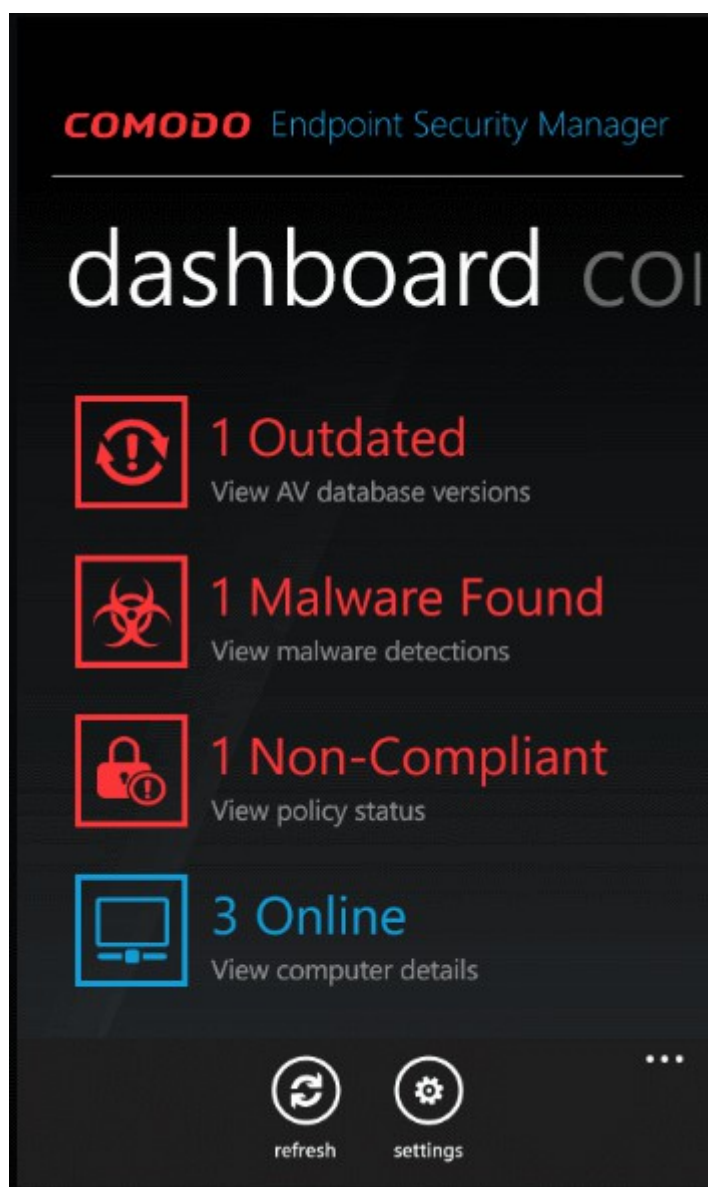 COMODO Endpoint Security Manager
dashboard
1 Outdated
View AV database versions
1 Malware Found
View malware detections
1 Non-Compliant
View policy status
3 Online
View computer details
refresh settings